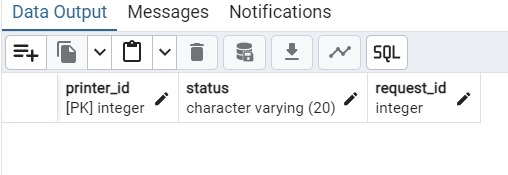 Data Output Messages Notifications
SQL
printer_id status request_id
[PK] integer character varying (20) integer